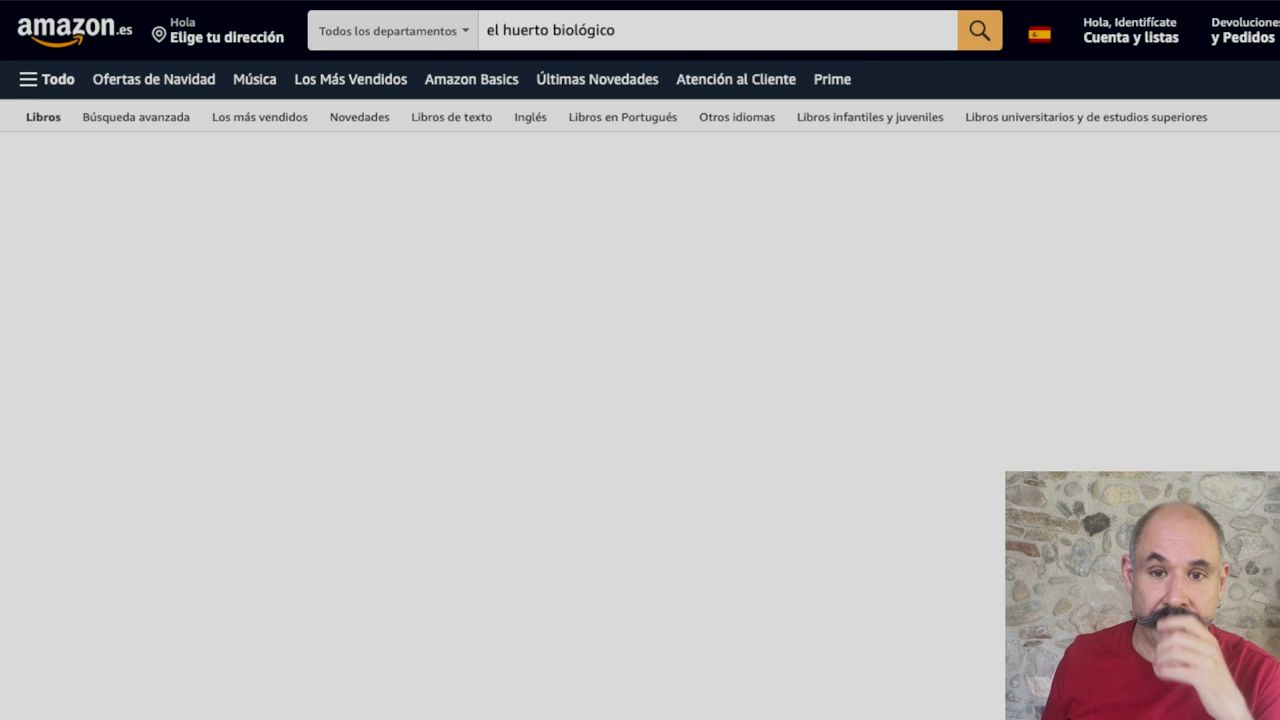 amazon.es
Hola
Elige tu dirección
Todos los departamentos
el huerto biológico
Hola, Identifícate
Cuenta y listas
Devoluciones
y Pedidos
Todo
Ofertas de Navidad
Música
Los Más Vendidos
Amazon Basics
Últimas Novedades
Atención al Cliente
Prime
Libros
Búsqueda avanzada
Los más vendidos
Novedades
Libros de texto
Inglés
Libros en Portugués
Otros idiomas
Libros infantiles y juveniles
Libros universitarios y de estudios superiores